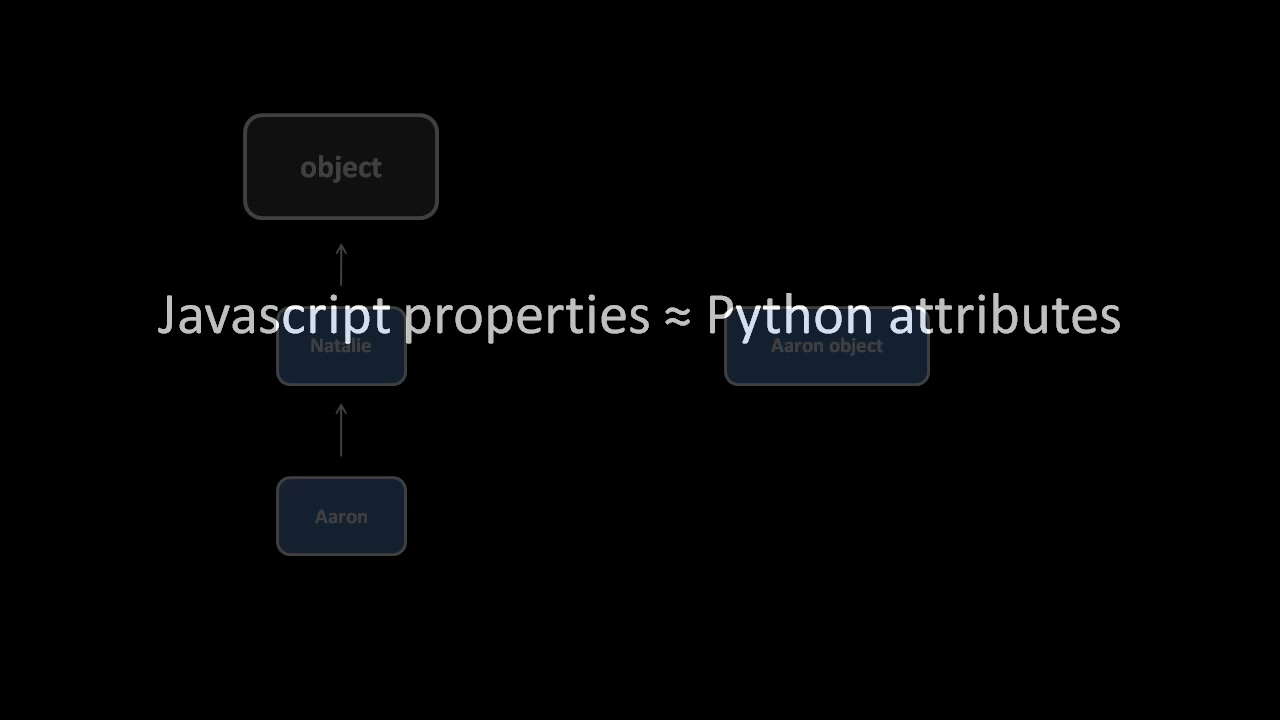 object
Javascript properties ≈ Python attributes
Natalie
Aaron object
Aaron